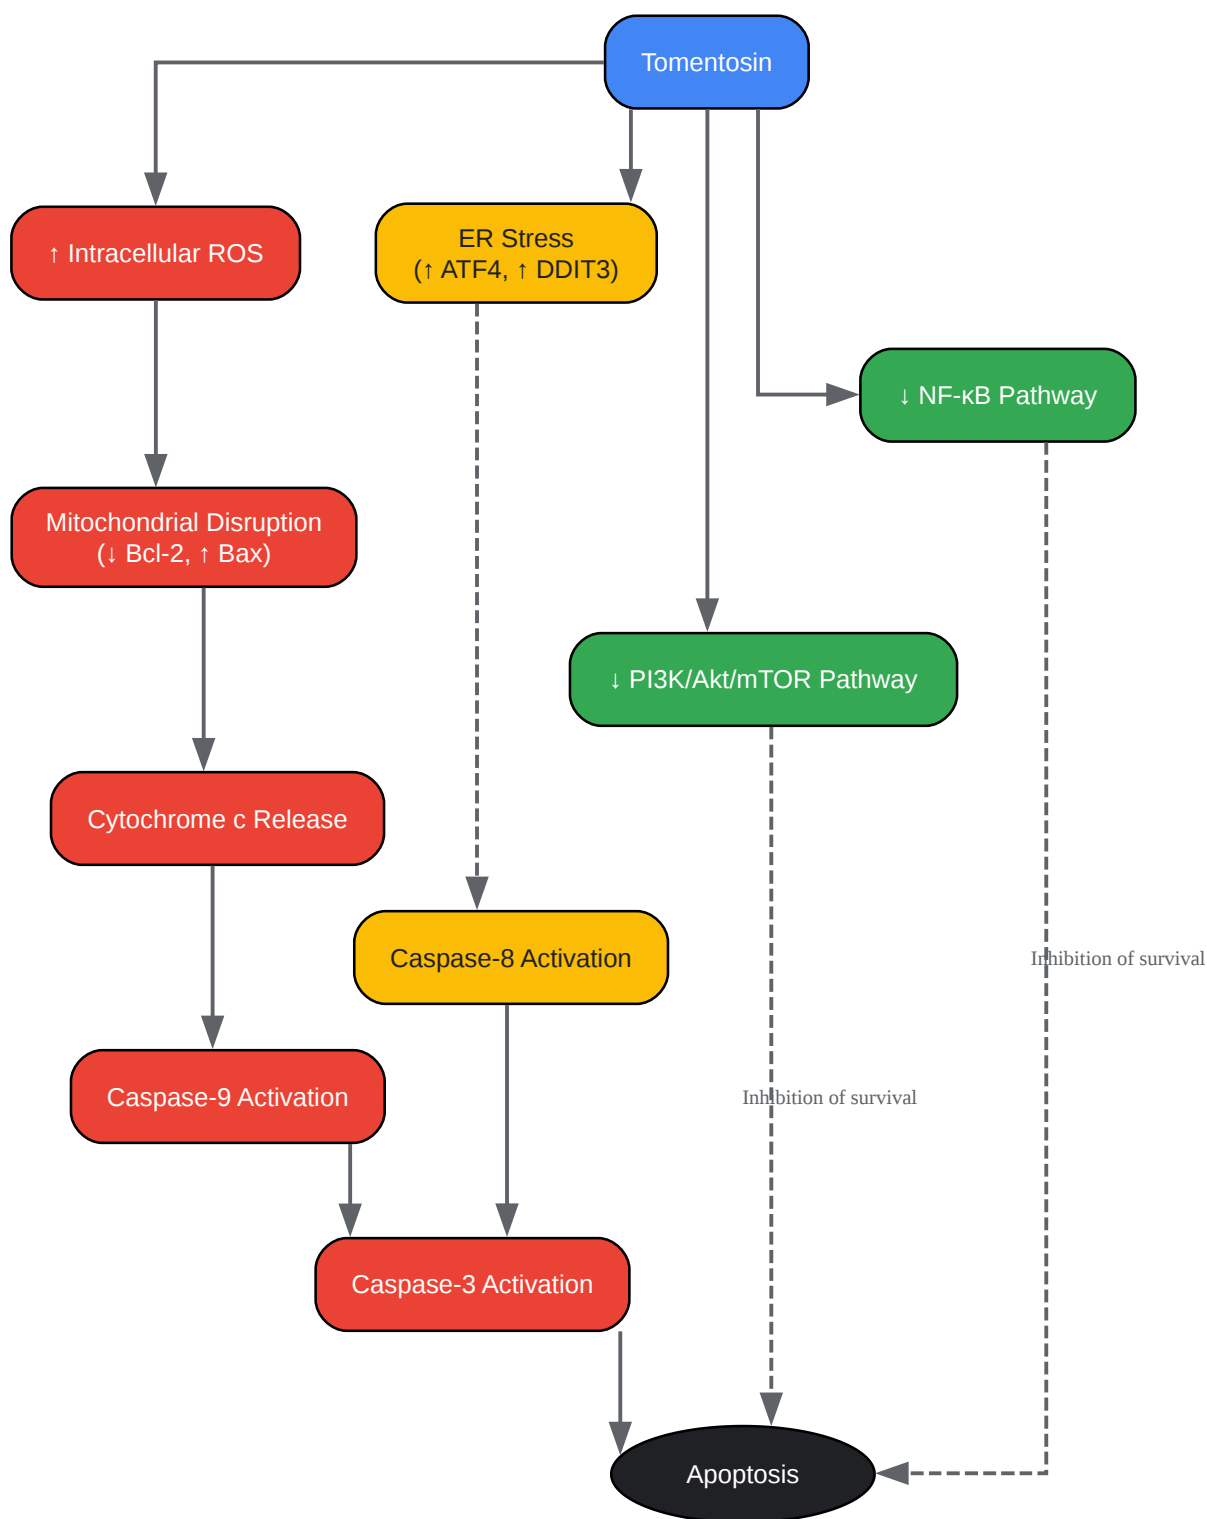 Tomentosin
↑ Intracellular ROS
ER Stress
(↑ ATF4, ↑ DDIT3)
↓ NF-κB Pathway
Mitochondrial Disruption
(↓ Bcl-2, ↑ Bax)
↓ PI3K/Akt/mTOR Pathway
Cytochrome c Release
Caspase-8 Activation
Inhibition of survival
Caspase-9 Activation
Inhibition of survival
Caspase-3 Activation
Apoptosis